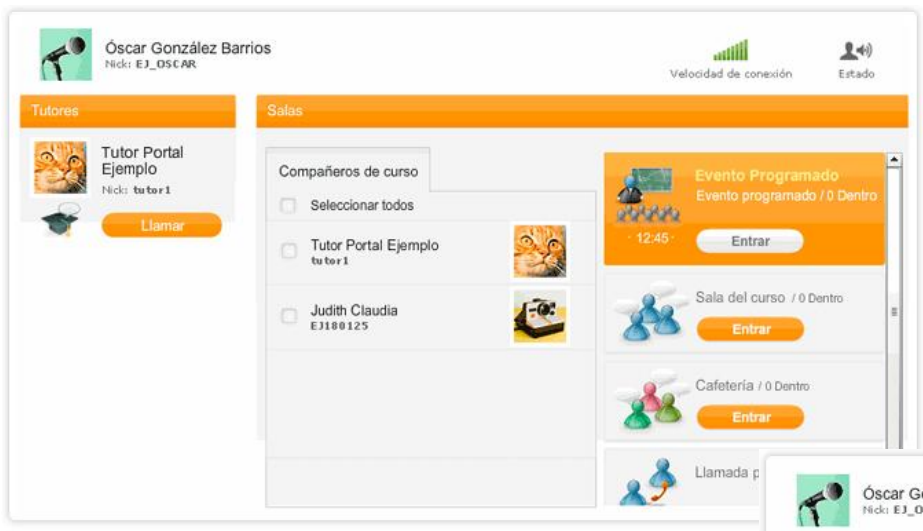 Óscar González Barrios
Nick: EJ_OSCAR
Velocidad de conexión
Estado
Tutores
Tutor Portal
Ejemplo
Nick: tutor1
Llamar
Salas
Compañeros de curso
Seleccionar todos
Tutor Portal Ejemplo
tutor1
Judith Claudia
EJ180125
Evento Programado
Evento programado / 0 Dentro
12:45
Entrar
Sala del curso / 0 Dentro
Entrar
Cafetería / 0 Dentro
Entrar
Llamada p
Óscar G
Nick: